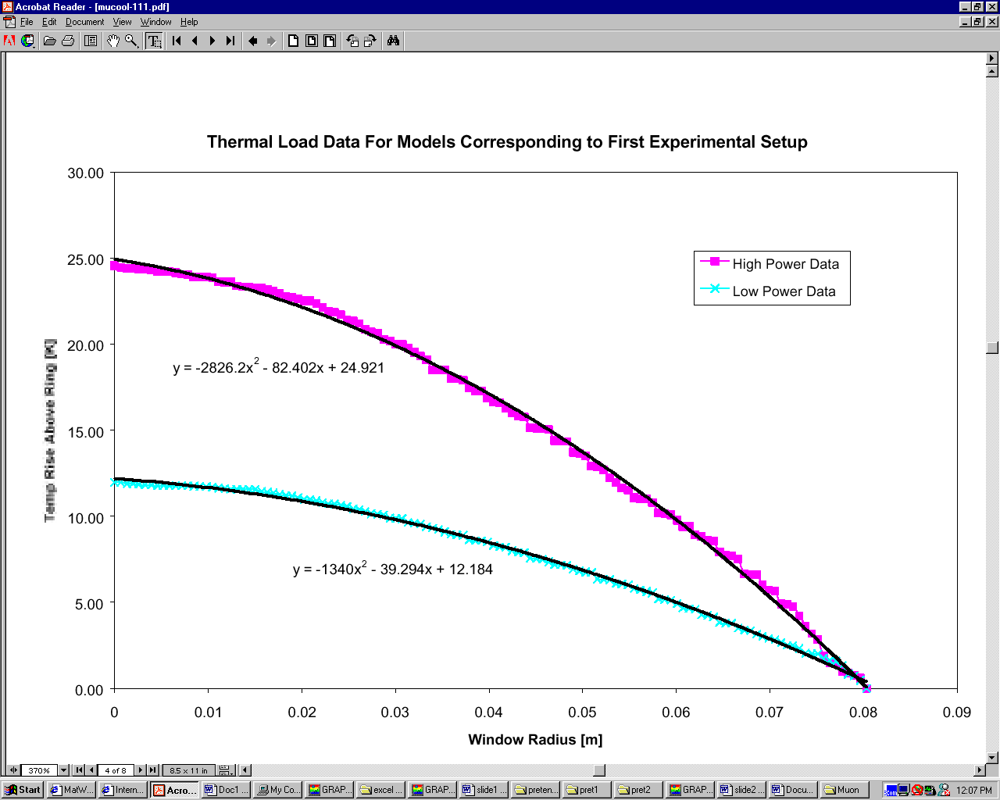 Acrobat Reader - [mucool-111.pdf]
File Edit Document View Window Help
Thermal Load Data For Models Corresponding to First Experimental Setup
30.00
25.00
20.00
15.00
10.00
5.00
0.00
Temp Rise Above Ring [K]
High Power Data
Low Power Data
y = -2826.2x2 - 82.402x + 24.921
y = -1340x2 - 39.294x + 12.184
0 0.01 0.02 0.03 0.04 0.05 0.06 0.07 0.08 0.09
Window Radius [m]
370% 4 of 8 8.5 x 11 in
Start MatW... Intern... Acro... Doc1 ... My Co... GRAP... excel ... GRAP... slide1 ... preten... pret1 pret2 GRAP... slide2 ... Docu... Muon 12:07 PM